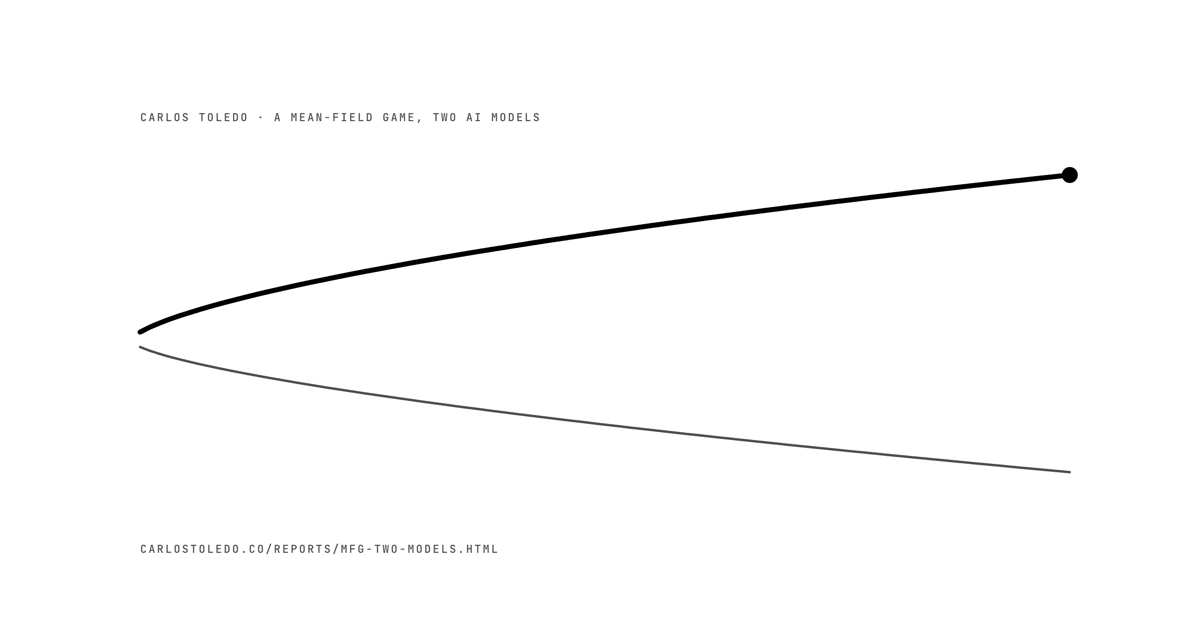 CARLOS TOLEDO · A MEAN-FIELD GAME, TWO AI MODELS
CARLOSTOLEDO.CO/REPORTS/MFG-TWO-MODELS.HTML